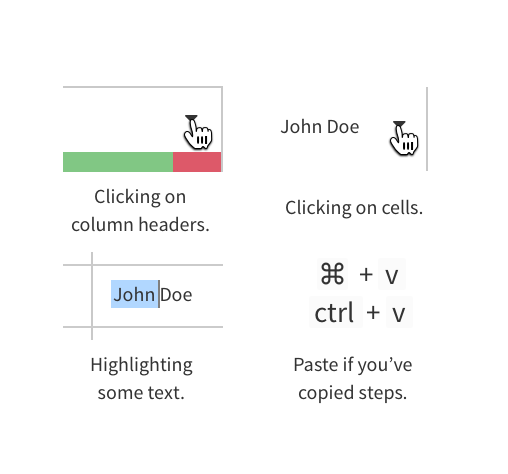 John Doe
Clicking on
column headers.
Clicking on cells.
John Doe
⌘ + v
ctrl + v
Highlighting
some text.
Paste if you’ve
copied steps.